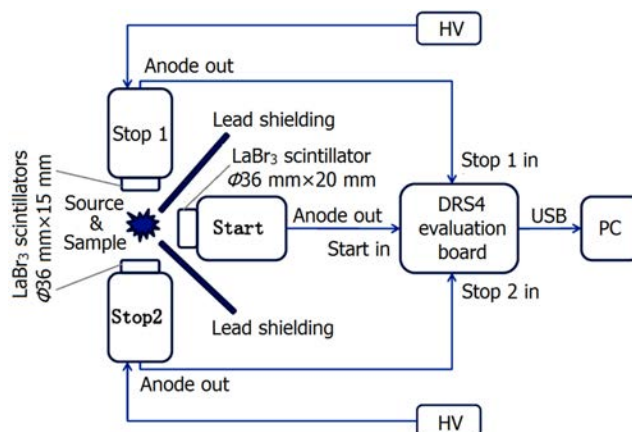 HV
Anode out
Stop 1
Lead shielding
LaBr₃ scintillator
Φ36 mm×20 mm
Stop 1 in
LaBr₃ scintillators
Φ36 mm×15 mm
Source
&
Sample
Start
Anode out
Start in
DRS4
evaluation
board
USB
PC
Stop 2 in
Stop2
Lead shielding
Anode out
HV